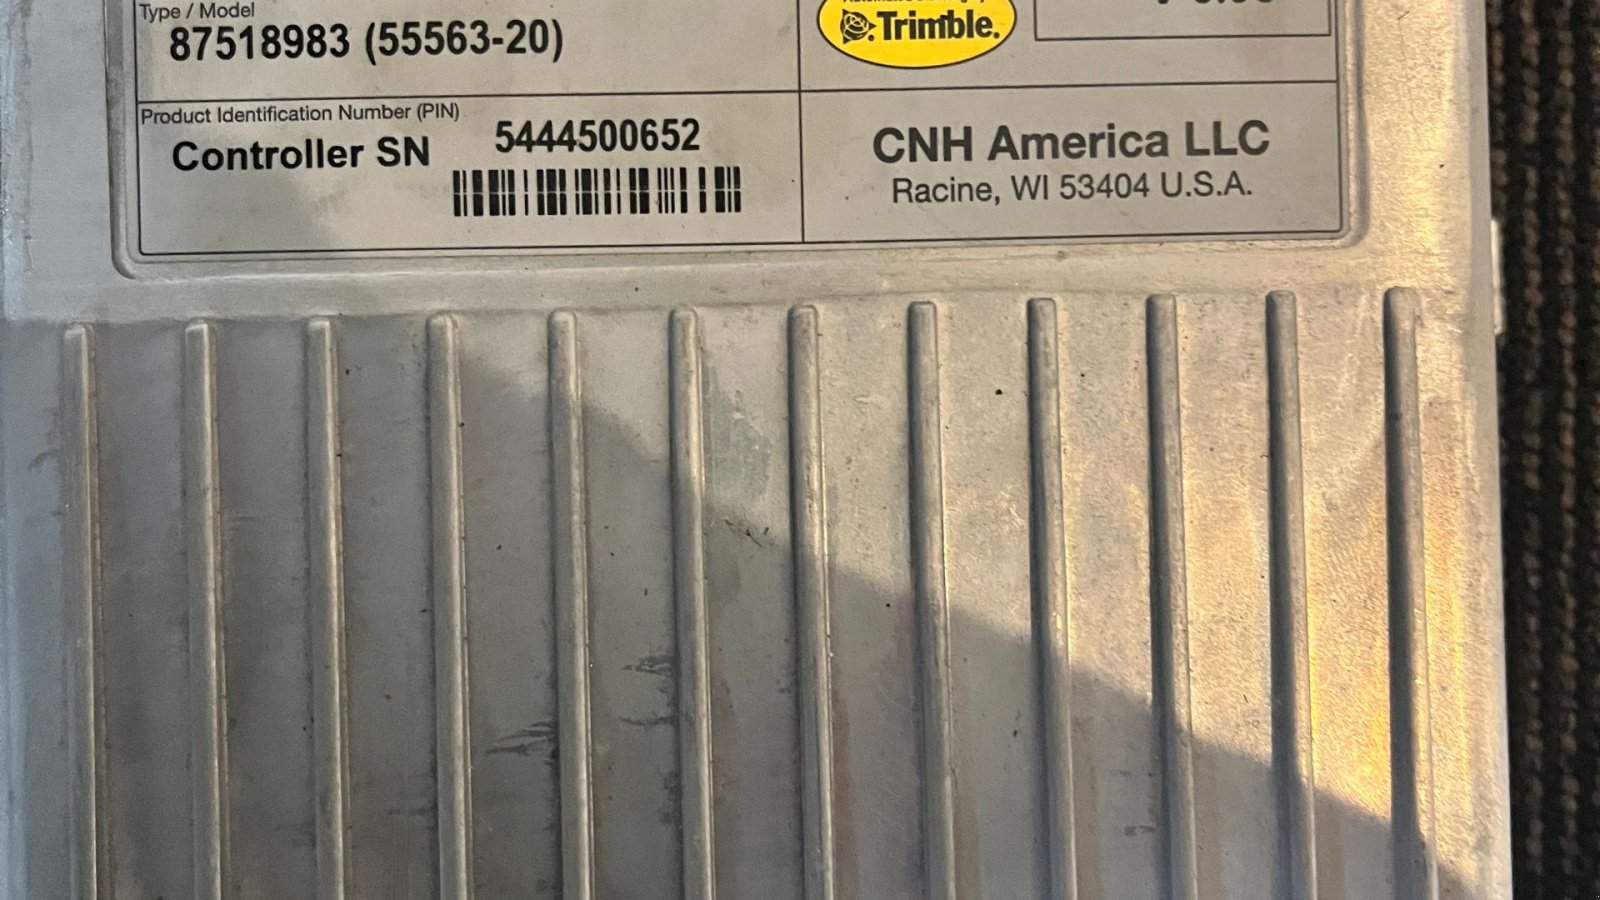 Type / Model
87518983 (55563-20)
Trimble.
Product Identification Number (PIN)
Controller SN
5444500652
CNH America LLC
Racine, WI 53404 U.S.A.